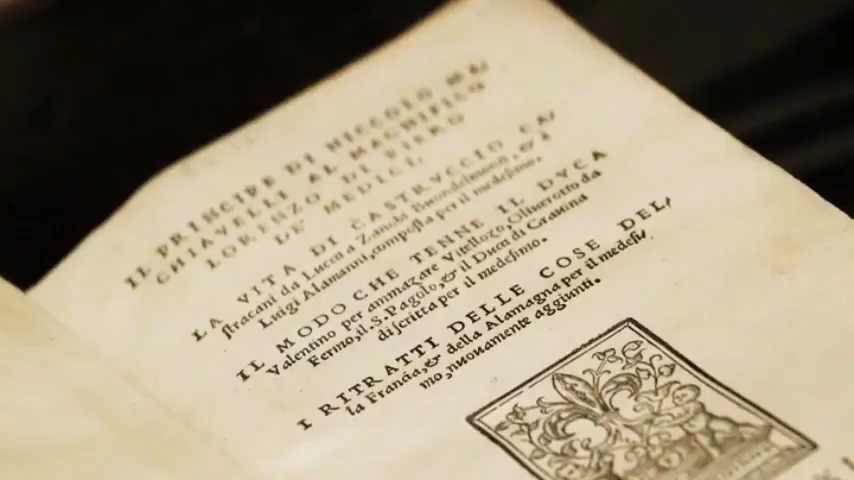 IL PRINCIPE DI NICCOLO MA/
CHIAVELLI AL MAGNIFICO
LORENZO DI PIERO
DE' MEDICI.
LA VITA DI CASTRVCCIO CA/
stracani da Lucca a Zanobi Buondelmonti, & a
Luigi Alamanni, composta per il medesimo.
IL MODO CHE TENNE IL DVCA
Valentino per ammazare Vitellozo, Oliuerotto da
Fermo, il .S. Pagolo, & il Duca di Grauina
discritta per il medesimo.
I RITRATTI DELLE COSE DEL/
la Francia, & della Alamagna per il medesi/
mo, nuouamente aggiunti.